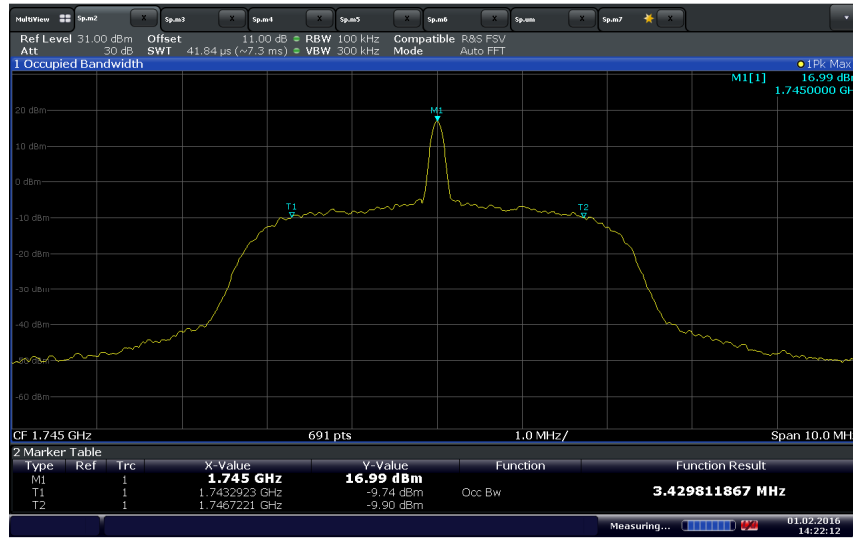 MultiView Sp.m2 X Sp.m3 X Sp.m4 X Sp.m5 X Sp.m6 X Sp.um X Sp.m7 X
Ref Level 31.00 dBm Offset 11.00 dB RBW 100 kHz Compatible R&S FSV
Att 30 dB SWT 41.84 µs (~7.3 ms) VBW 300 kHz Mode Auto FFT
1 Occupied Bandwidth 1Pk Max
M1[1] 16.99 dBm
1.7450000 GH
20 dBm
M1
10 dBm
0 dBm
T1 T2
-10 dBm
-20 dBm
-30 dBm
-40 dBm
-50 dBm
-60 dBm
CF 1.745 GHz 691 pts 1.0 MHz/ Span 10.0 MH
2 Marker Table
Type Ref Trc X-Value Y-Value Function Function Result
M1 1 1.745 GHz 16.99 dBm
T1 1 1.7432923 GHz -9.74 dBm Occ Bw 3.429811867 MHz
T2 1 1.7467221 GHz -9.90 dBm
Measuring... 01.02.2016
14:22:12